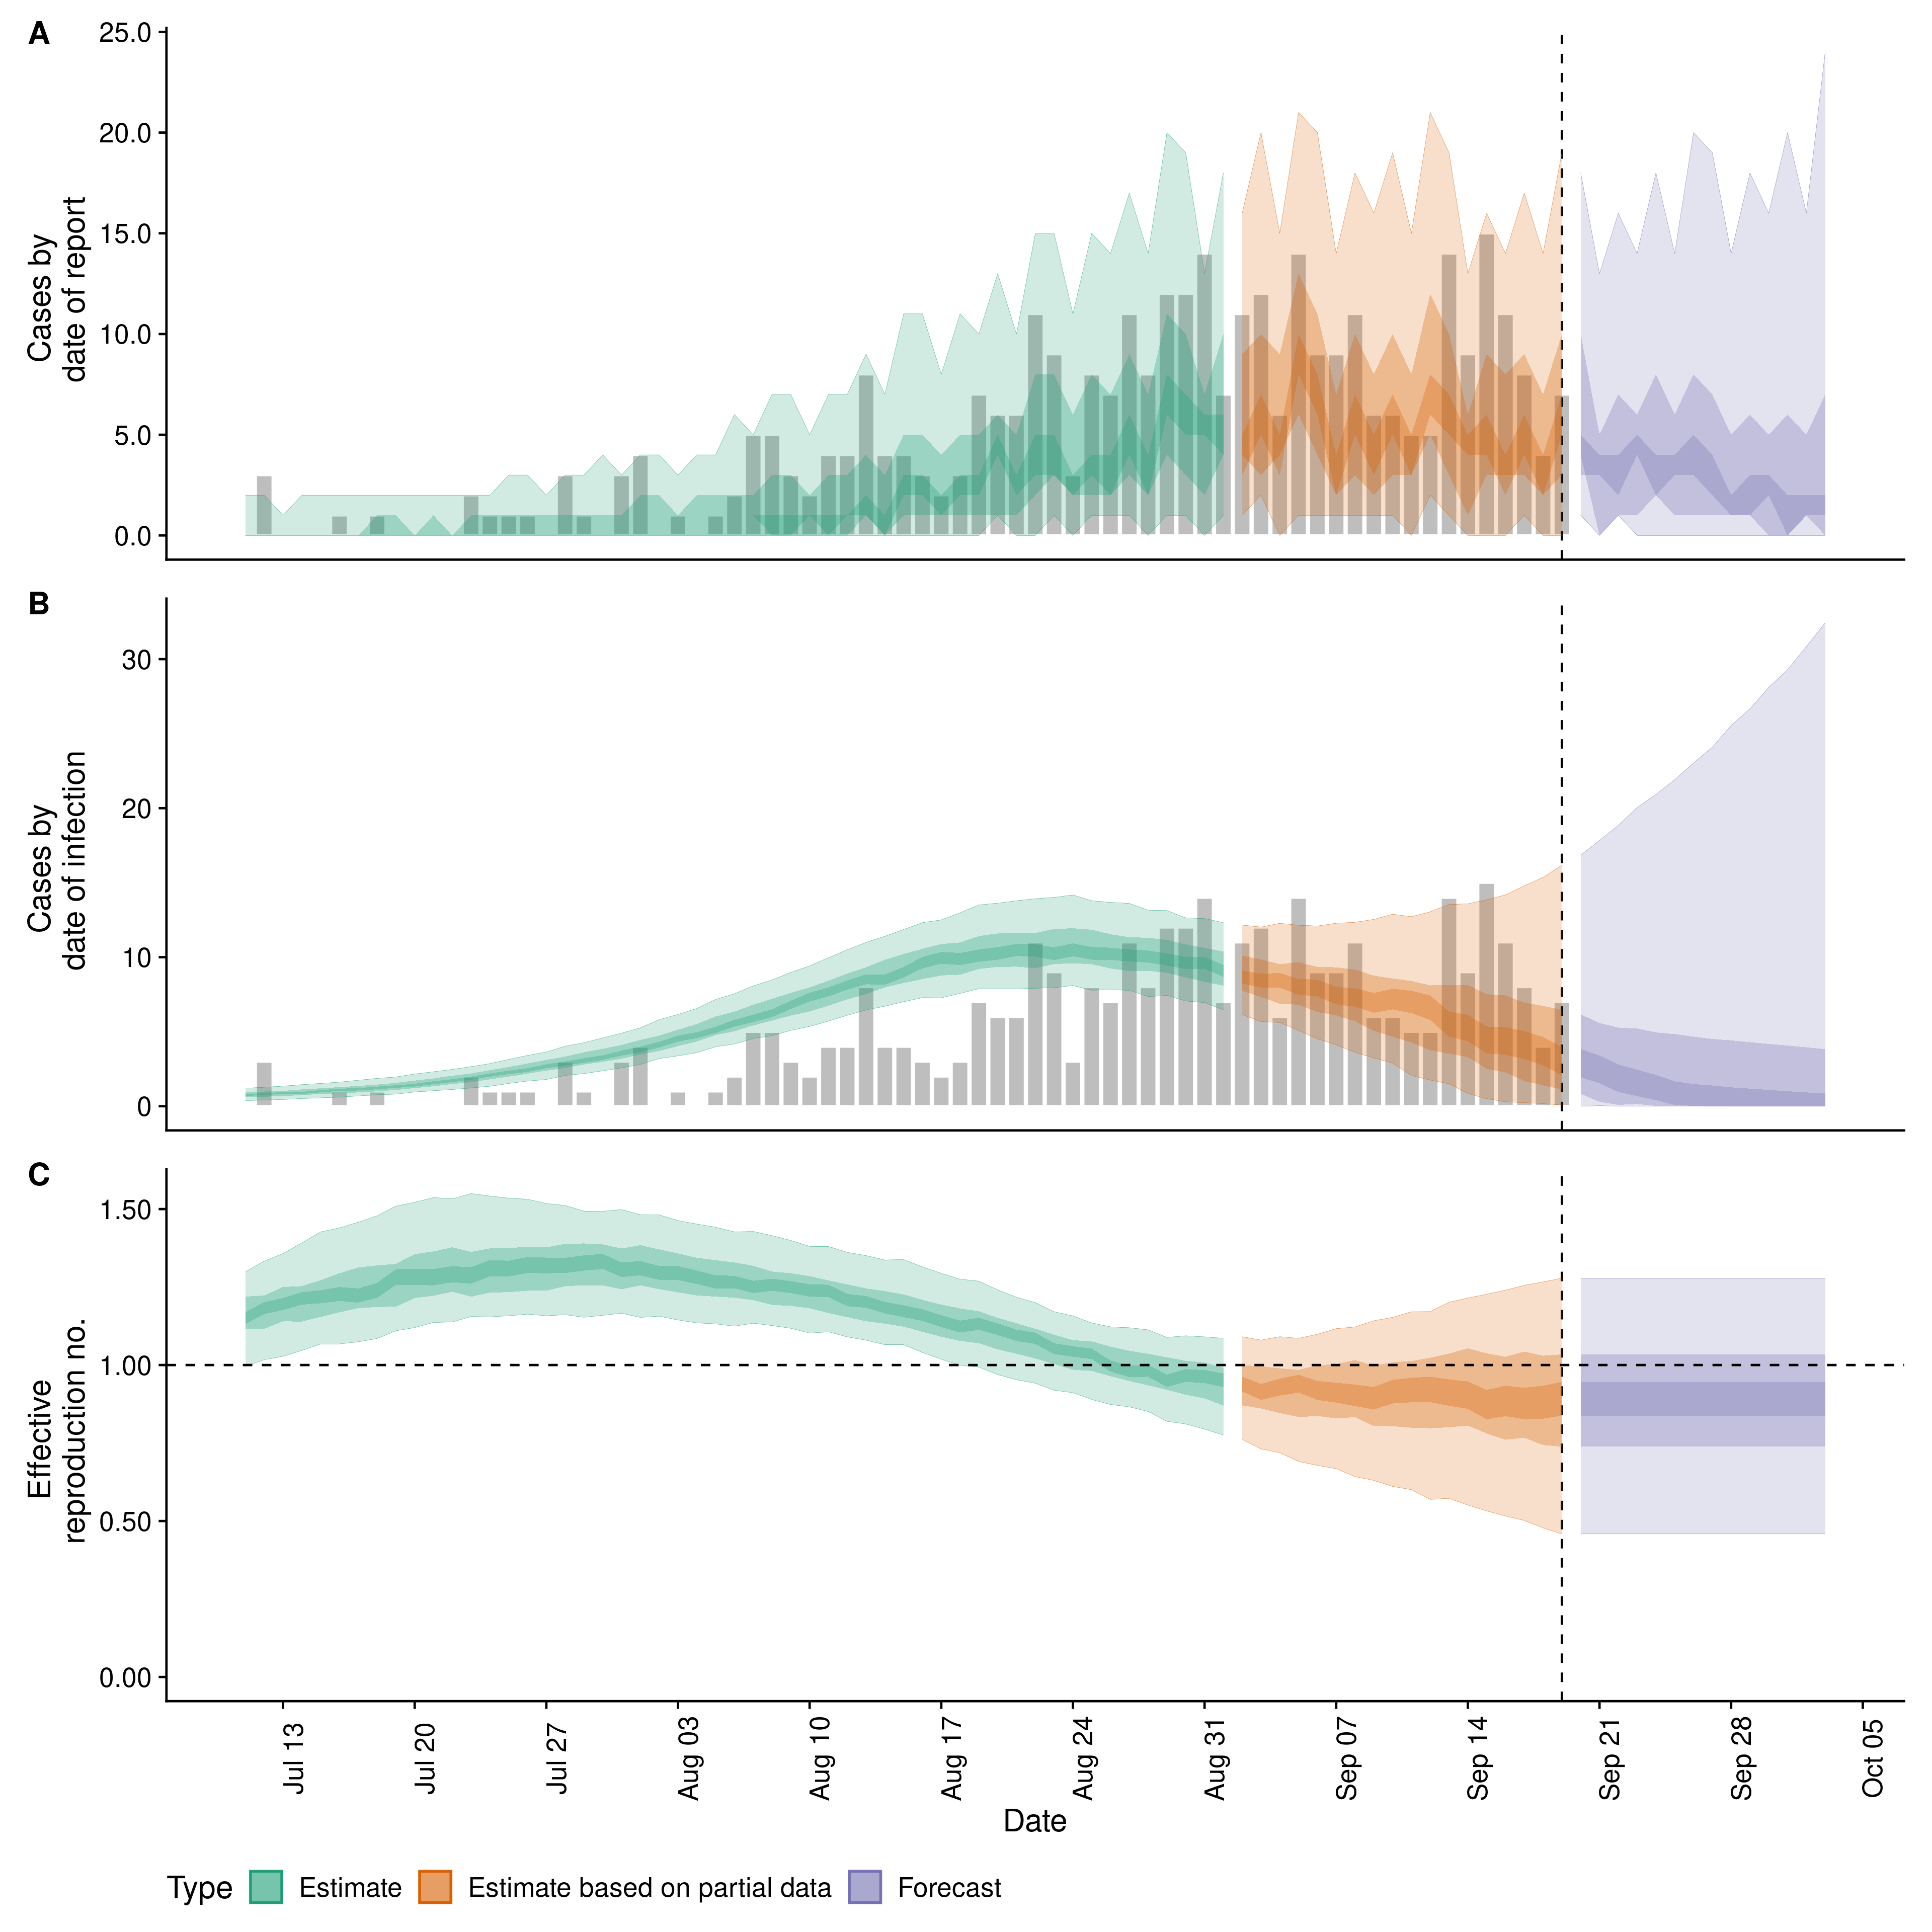 A
Cases by
date of report
25.0
20.0
15.0
10.0
5.0
0.0
B
Cases by
date of infection
30
20
10
0
C
Effective
reproduction no.
1.50
1.00
0.50
0.00
Jul 13
Jul 20
Jul 27
Aug 03
Aug 10
Aug 17
Aug 24
Aug 31
Sep 07
Sep 14
Sep 21
Sep 28
Oct 05
Date
Type
Estimate
Estimate based on partial data
Forecast